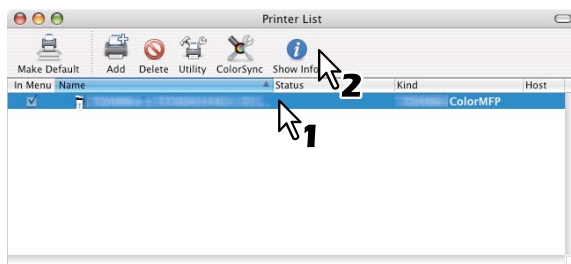 Printer List
Make Default Add Delete Utility ColorSync Show Info
2
In Menu Name Status Kind Host
ColorMFP
1